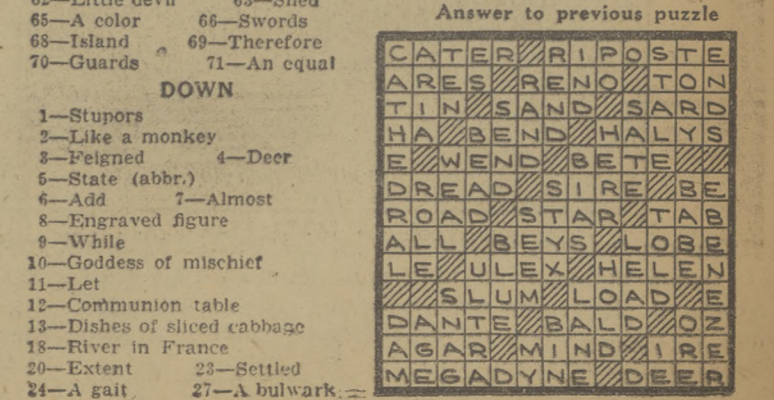 Little devil
65—A color 66—Swords
68—Island 69—Therefore
70—Guards 71—An equal
DOWN
1—Stupors
2—Like a monkey
3—Feigned 4—Deer
5—State (abbr.)
6—Add 7—Almost
8—Engraved figure
9—While
10—Goddess of mischief
11—Let
12—Communion table
13—Dishes of sliced cabbage
18—River in France
20—Extent 23—Settled
24—A gait 27—A bulwark
Answer to previous puzzle
CATER RIPOSTE
ARES RENO TON
TIN SAND SARD
HA BEND HALYS
E WEND BETE
DREAD SIRE BE
ROAD STAR TAB
ALL BEYS LOBE
LE ULEX HELEN
SLUM LOAD E
DANTE BALD OZ
AGAR MIND IRE
MEGADYNE DEER